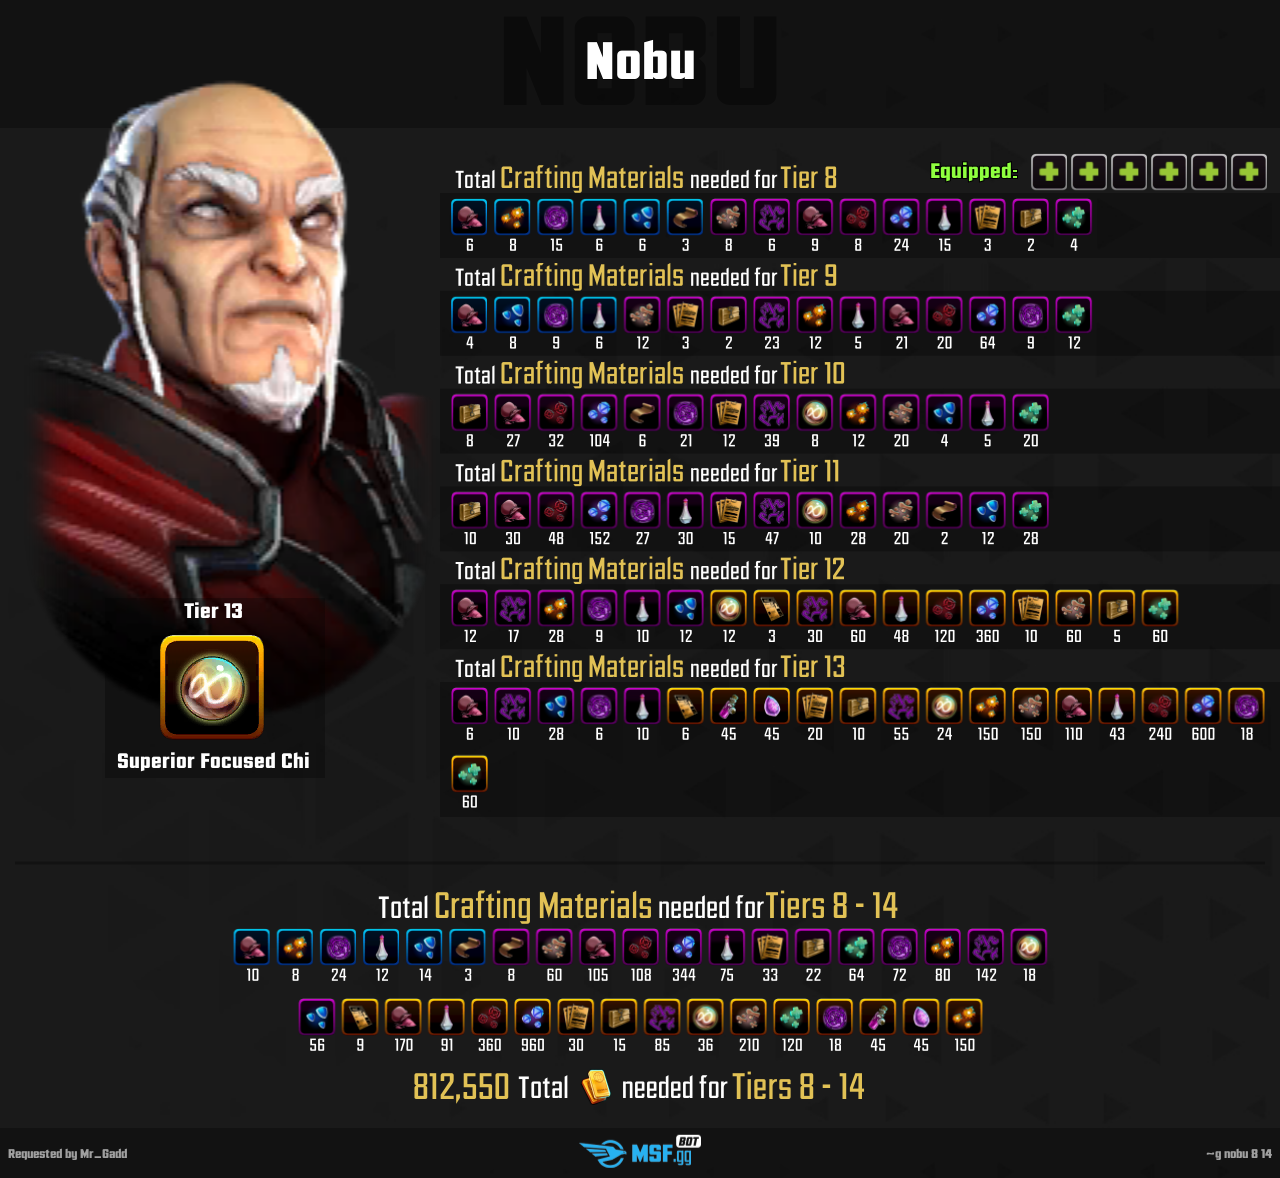 NOBU
Nobu
Equipped:
Total Crafting Materials needed for Tier 8
6 8 15 6 6 3 8 6 9 8 24 15 3 2 4
Total Crafting Materials needed for Tier 9
4 8 9 6 12 3 2 23 12 5 21 20 64 9 12
Total Crafting Materials needed for Tier 10
8 27 32 104 6 21 12 39 8 12 20 4 5 20
Total Crafting Materials needed for Tier 11
10 30 48 152 27 30 15 47 10 28 20 2 12 28
Total Crafting Materials needed for Tier 12
12 17 28 9 10 12 12 3 30 60 48 120 360 10 60 5 60
Total Crafting Materials needed for Tier 13
6 10 28 6 10 6 45 45 20 10 55 24 150 150 110 43 240 600 18
60
Tier 13
Superior Focused Chi
Total Crafting Materials needed for Tiers 8 - 14
10 8 24 12 14 3 8 60 105 108 344 75 33 22 64 72 80 142 18
56 9 170 91 360 960 30 15 85 36 210 120 18 45 45 150
812,550 Total needed for Tiers 8 - 14
Requested by Mr_Gadd
MSF.gg BOT
~g nobu 8 14